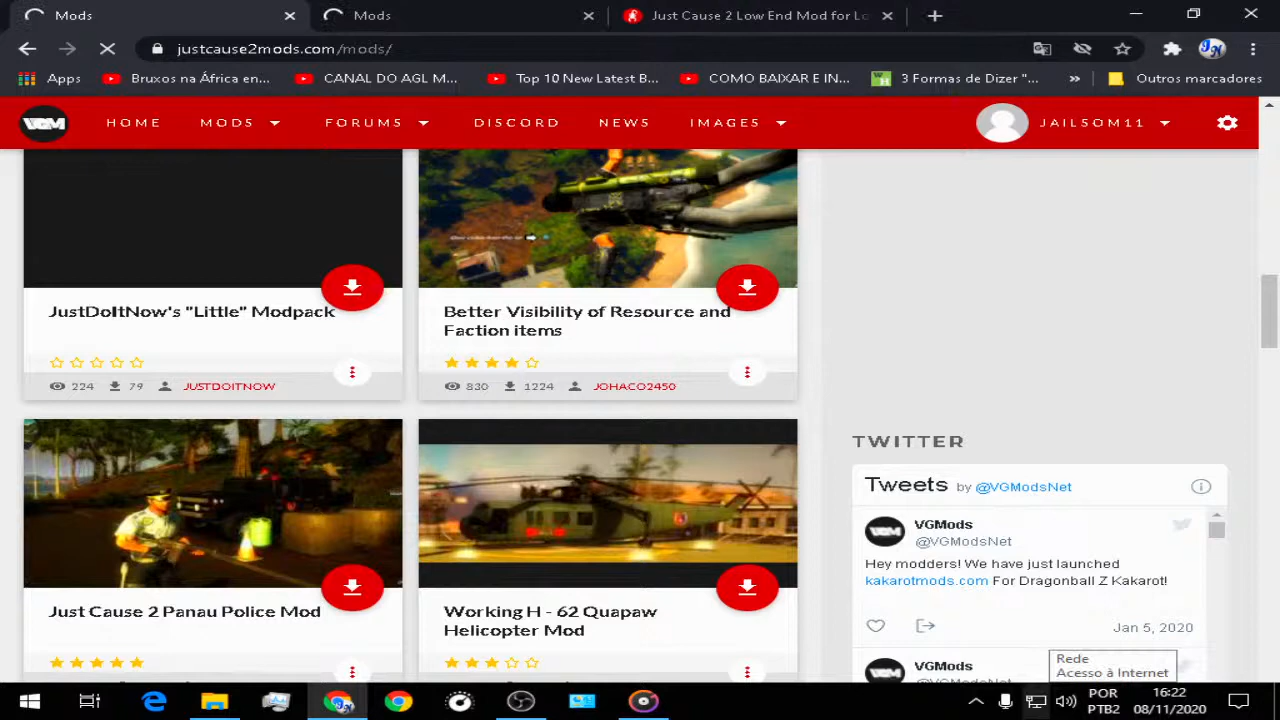 Mods
Mods
Just Cause 2 Low End Mod for Lo
justcause2mods.com/mods/
Apps
Bruxos na África en...
CANAL DO AGL M...
Top 10 New Latest B...
COMO BAIXAR E IN...
3 Formas de Dizer "...
»
Outros marcadores
VGM
HOME
MODS
FORUMS
DISCORD
NEWS
IMAGES
JAILSOM11
JustDoItNow's "Little" Modpack
224
79
JUSTDOITNOW
Better Visibility of Resource and
Faction items
830
1224
JOHACO2450
Just Cause 2 Panau Police Mod
Working H - 62 Quapaw
Helicopter Mod
TWITTER
Tweets by @VGModsNet
VGM
VGMods
@VGModsNet
Hey modders! We have just launched
kakarotmods.com For Dragonball Z Kakarot!
Jan 5, 2020
VGM
VGMods
@VGModsNet
Rede
Acesso à Internet
POR
PTB2
16:22
08/11/2020